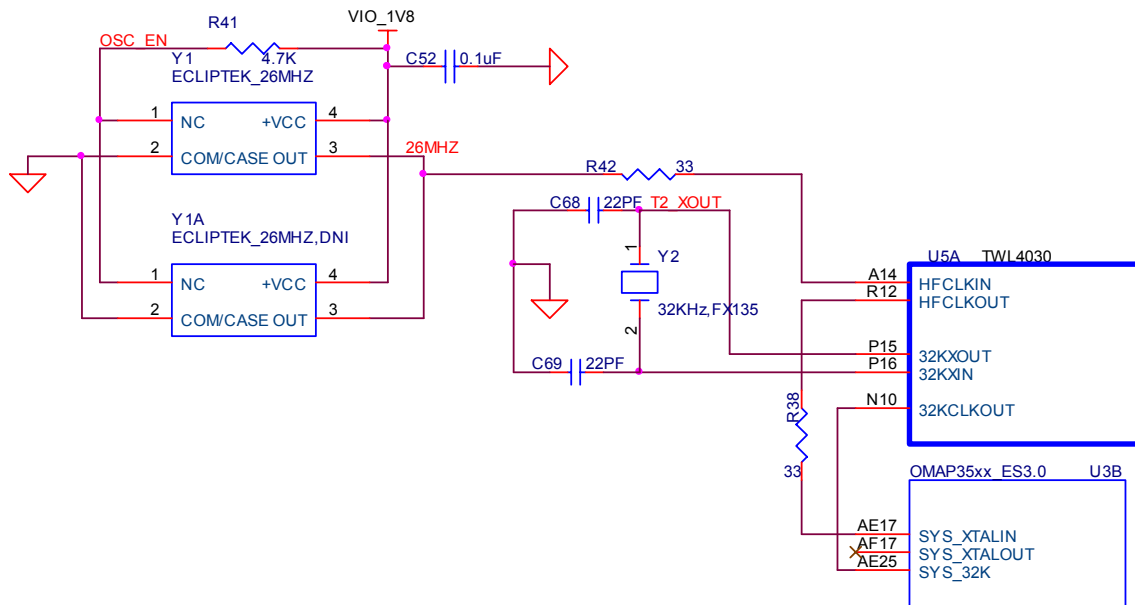 VIO_1V8
R41
OSC_EN
4.7K
C52 0.1uF
Y1
ECLIPTEK_26MHZ
1 NC +VCC 4
2 COM/CASE OUT 3
26MHZ
R42 33
C68 22PF T2_XOUT
Y1A
ECLIPTEK_26MHZ,DNI
1 NC +VCC 4
2 COM/CASE OUT 3
1
Y2
32KHz,FX135
2
C69 22PF
U5A TWL4030
A14 HFCLKIN
R12 HFCLKOUT
P15 32KXOUT
P16 32KXIN
N10 32KCLKOUT
R38
33
OMAP35xx_ES3.0 U3B
AE17 SYS_XTALIN
AF17 SYS_XTALOUT
AE25 SYS_32K